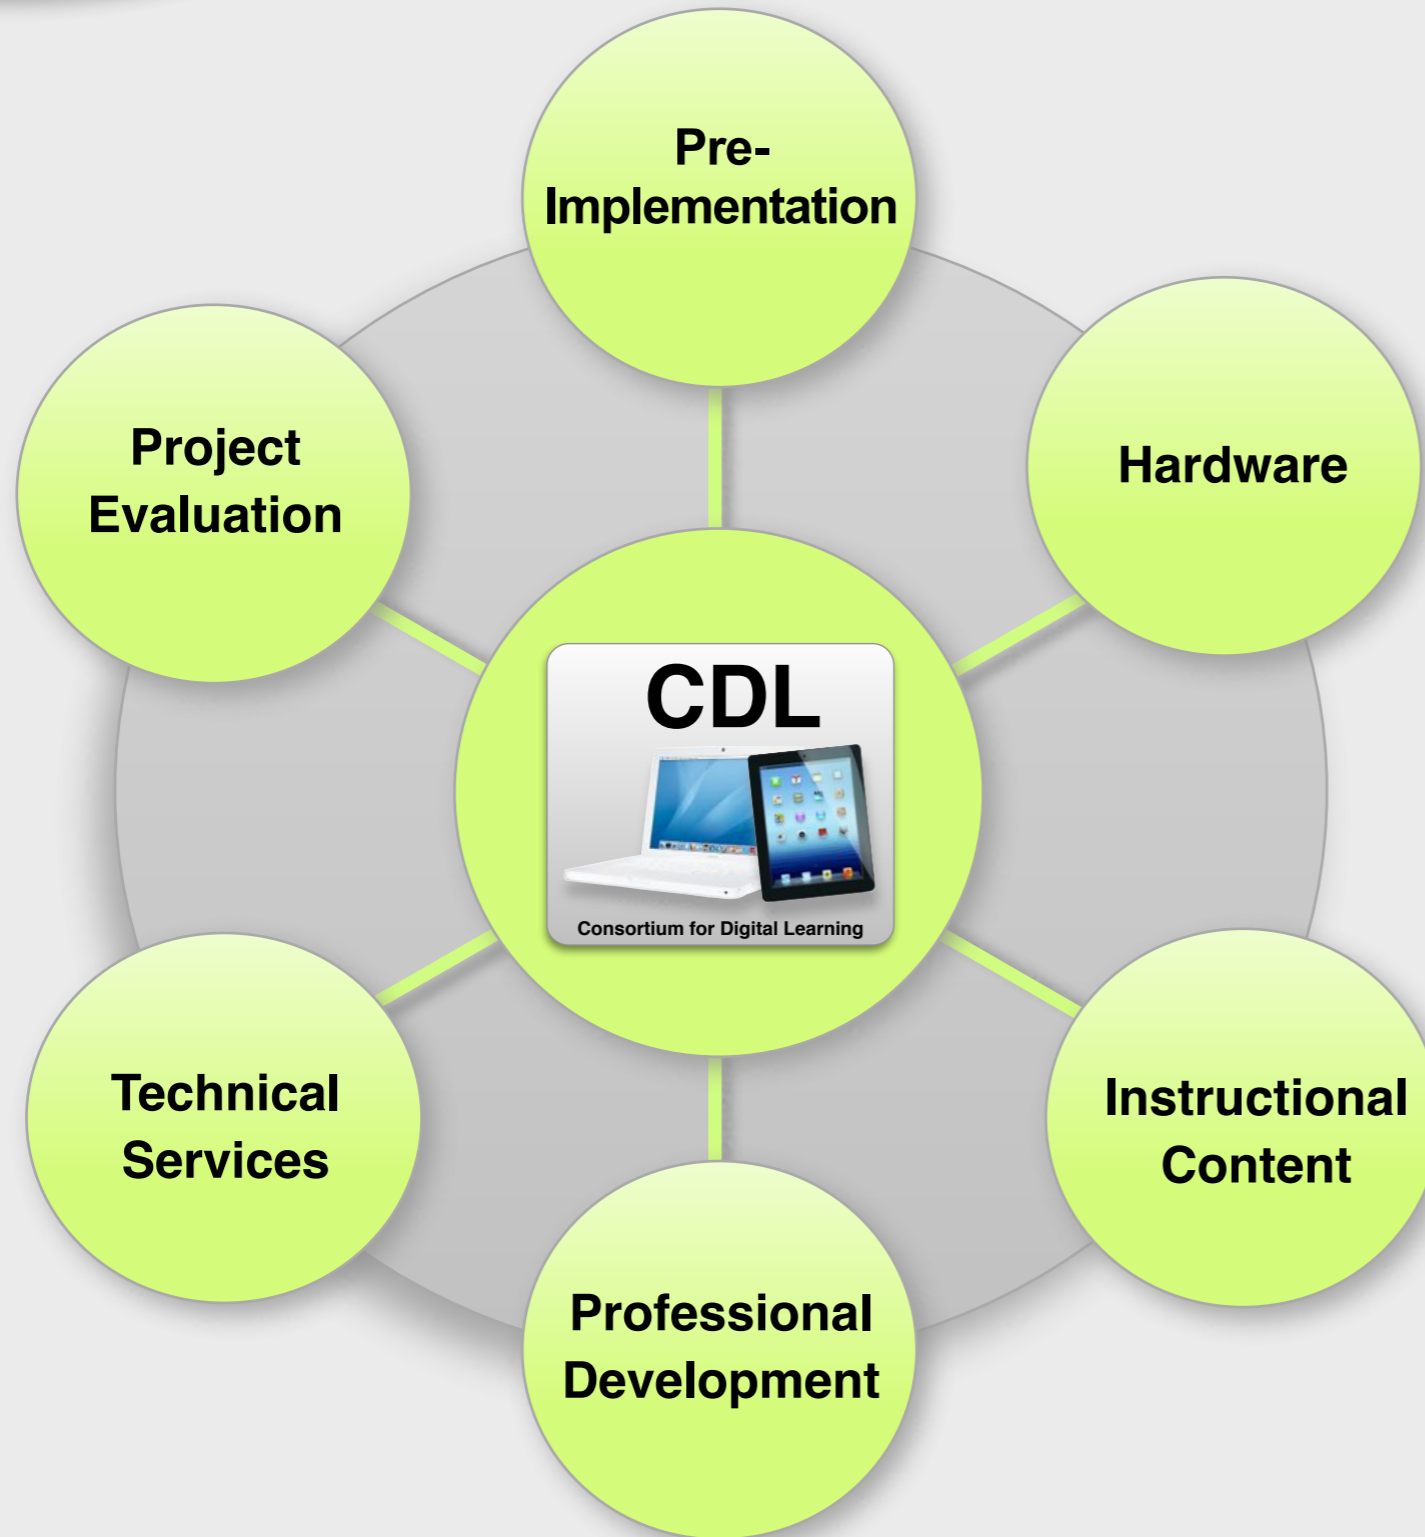 Pre-
Implementation
Hardware
Project
Evaluation
CDL
Consortium for Digital Learning
Technical
Services
Instructional
Content
Professional
Development